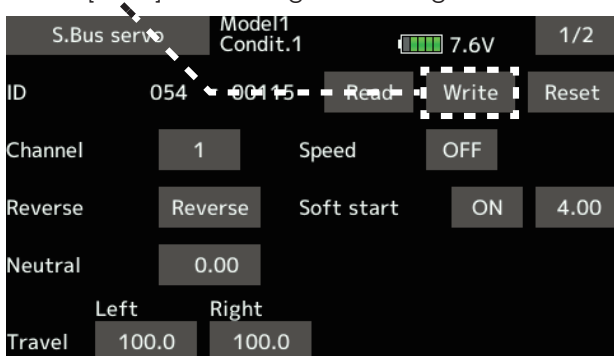 S.Bus servo
Model1
Condit.1
7.6V
1/2
ID 054 00115 Read Write Reset
Channel 1 Speed OFF
Reverse Reverse Soft start ON 4.00
Neutral 0.00
Left Right
Travel 100.0 100.0